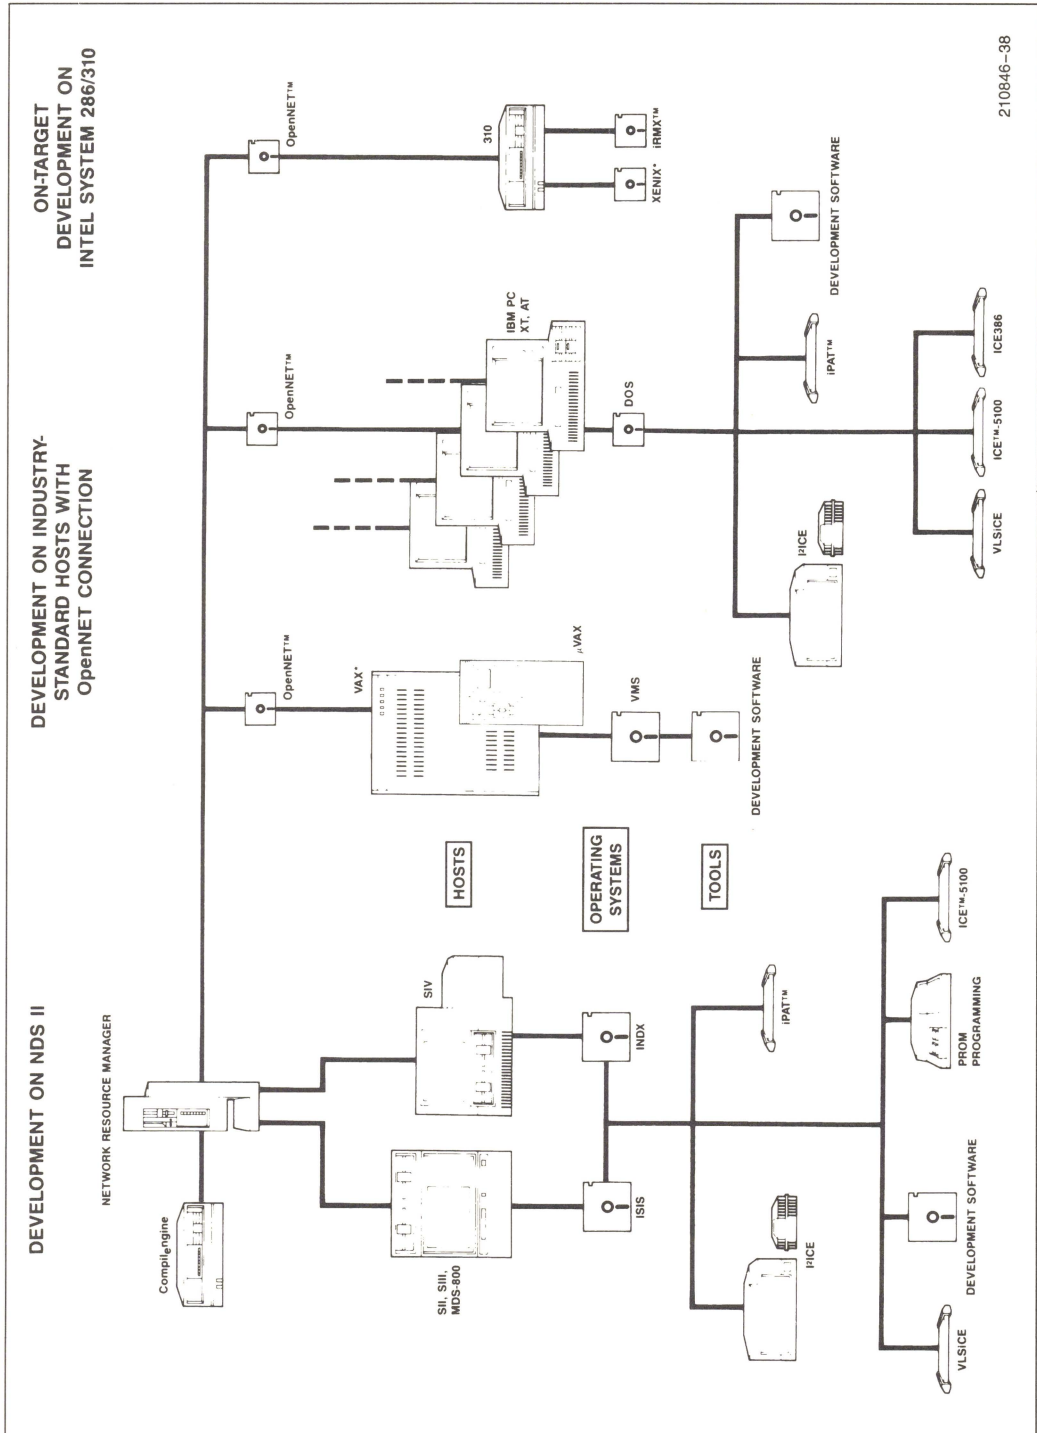 DEVELOPMENT ON NDS II
DEVELOPMENT ON INDUSTRY-
STANDARD HOSTS WITH
OpenNET CONNECTION
ON-TARGET
DEVELOPMENT ON
INTEL SYSTEM 286/310
NETWORK RESOURCE MANAGER
Compilengine
OpenNET™
OpenNET™
OpenNET™
SII, SIII,
MDS-800
SIV
HOSTS
VAX*
μVAX
IBM PC
XT, AT
310
ISIS
INDX
OPERATING
SYSTEMS
VMS
DOS
XENIX*
iRMX™
I²ICE
iPAT™
TOOLS
DEVELOPMENT SOFTWARE
I²ICE
iPAT™
DEVELOPMENT SOFTWARE
VLSiCE
DEVELOPMENT SOFTWARE
PROM
PROGRAMMING
ICE™-5100
VLSiCE
ICE™-5100
ICE386
210846–38